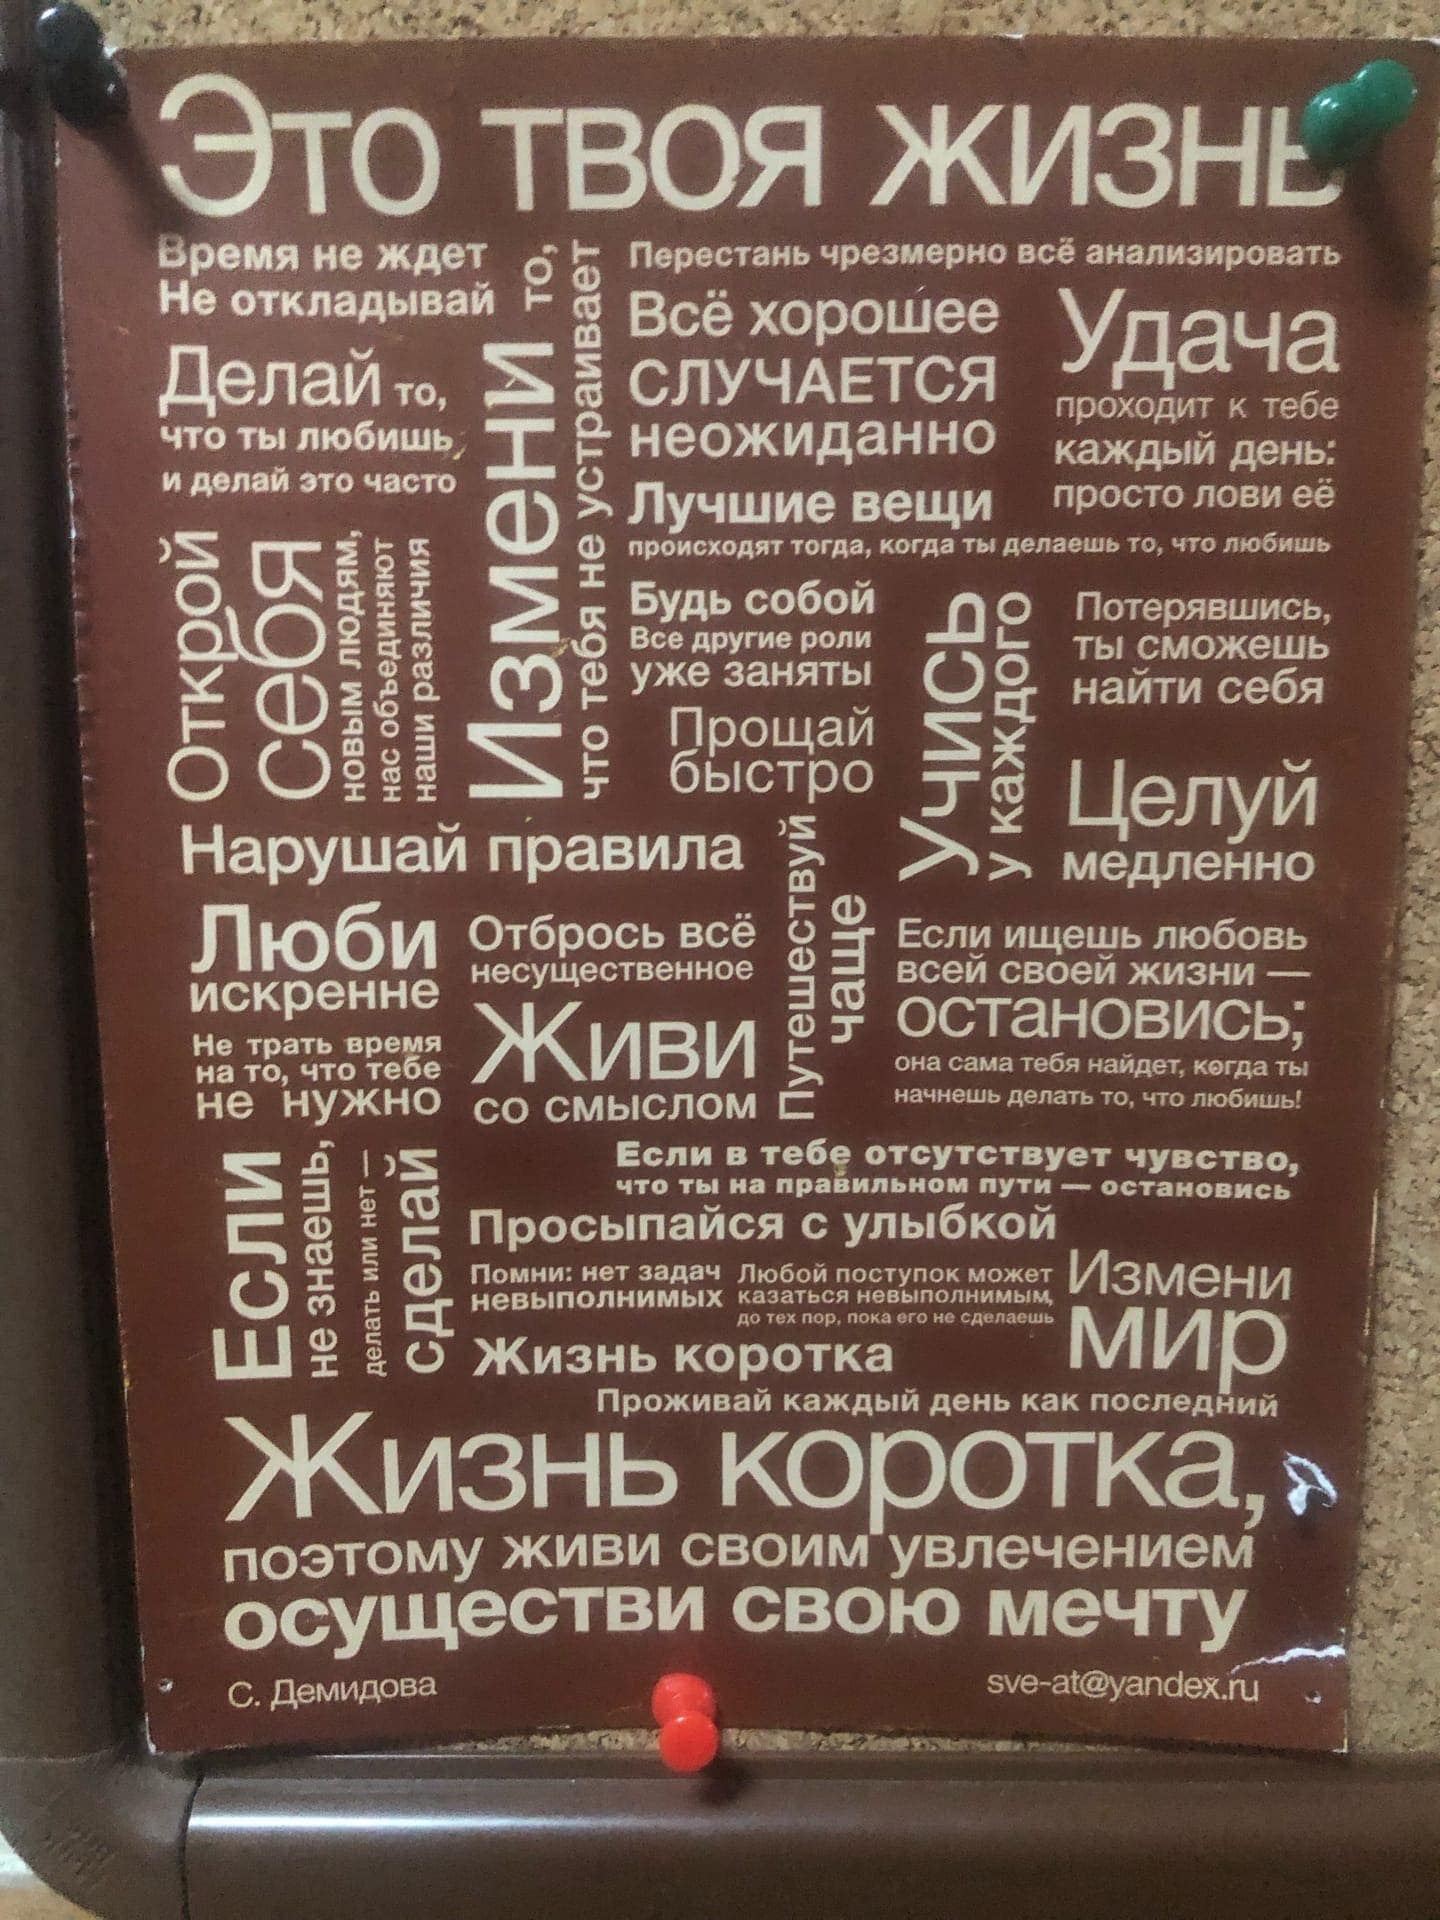 Это твоя жизнь
Время не ждет
Не откладывай
Делай то,
что ты любишь,
и делай это часто
Измени то,
что тебя не устраивает
Перестань чрезмерно всё анализировать
Всё хорошее
СЛУЧАЕТСЯ
неожиданно
Удача
проходит к тебе
каждый день:
просто лови её
Лучшие вещи
происходят тогда, когда ты делаешь то, что любишь
Открой
себя
новым людям,
нас объединяют
наши различия
Будь собой
Все другие роли
уже заняты
Прощай
быстро
Учись
у каждого
Потерявшись,
ты сможешь
найти себя
Целуй
медленно
Нарушай правила
Путешествуй
чаще
Люби
искренне
Отбрось всё
несущественное
Не трать время
на то, что тебе
не нужно
Живи
со смыслом
Если ищешь любовь
всей своей жизни —
остановись;
она сама тебя найдет, когда ты
начнешь делать то, что любишь!
Если
не знаешь,
делать или нет —
сделай
Если в тебе отсутствует чувство,
что ты на правильном пути — остановись
Просыпайся с улыбкой
Помни: нет задач
невыполнимых
Любой поступок может
казаться невыполнимым,
до тех пор, пока его не сделаешь
Измени
мир
Жизнь коротка
Проживай каждый день как последний
Жизнь коротка,
поэтому живи своим увлечением
осуществи свою мечту
С. Демидова
sve-at@yandex.ru